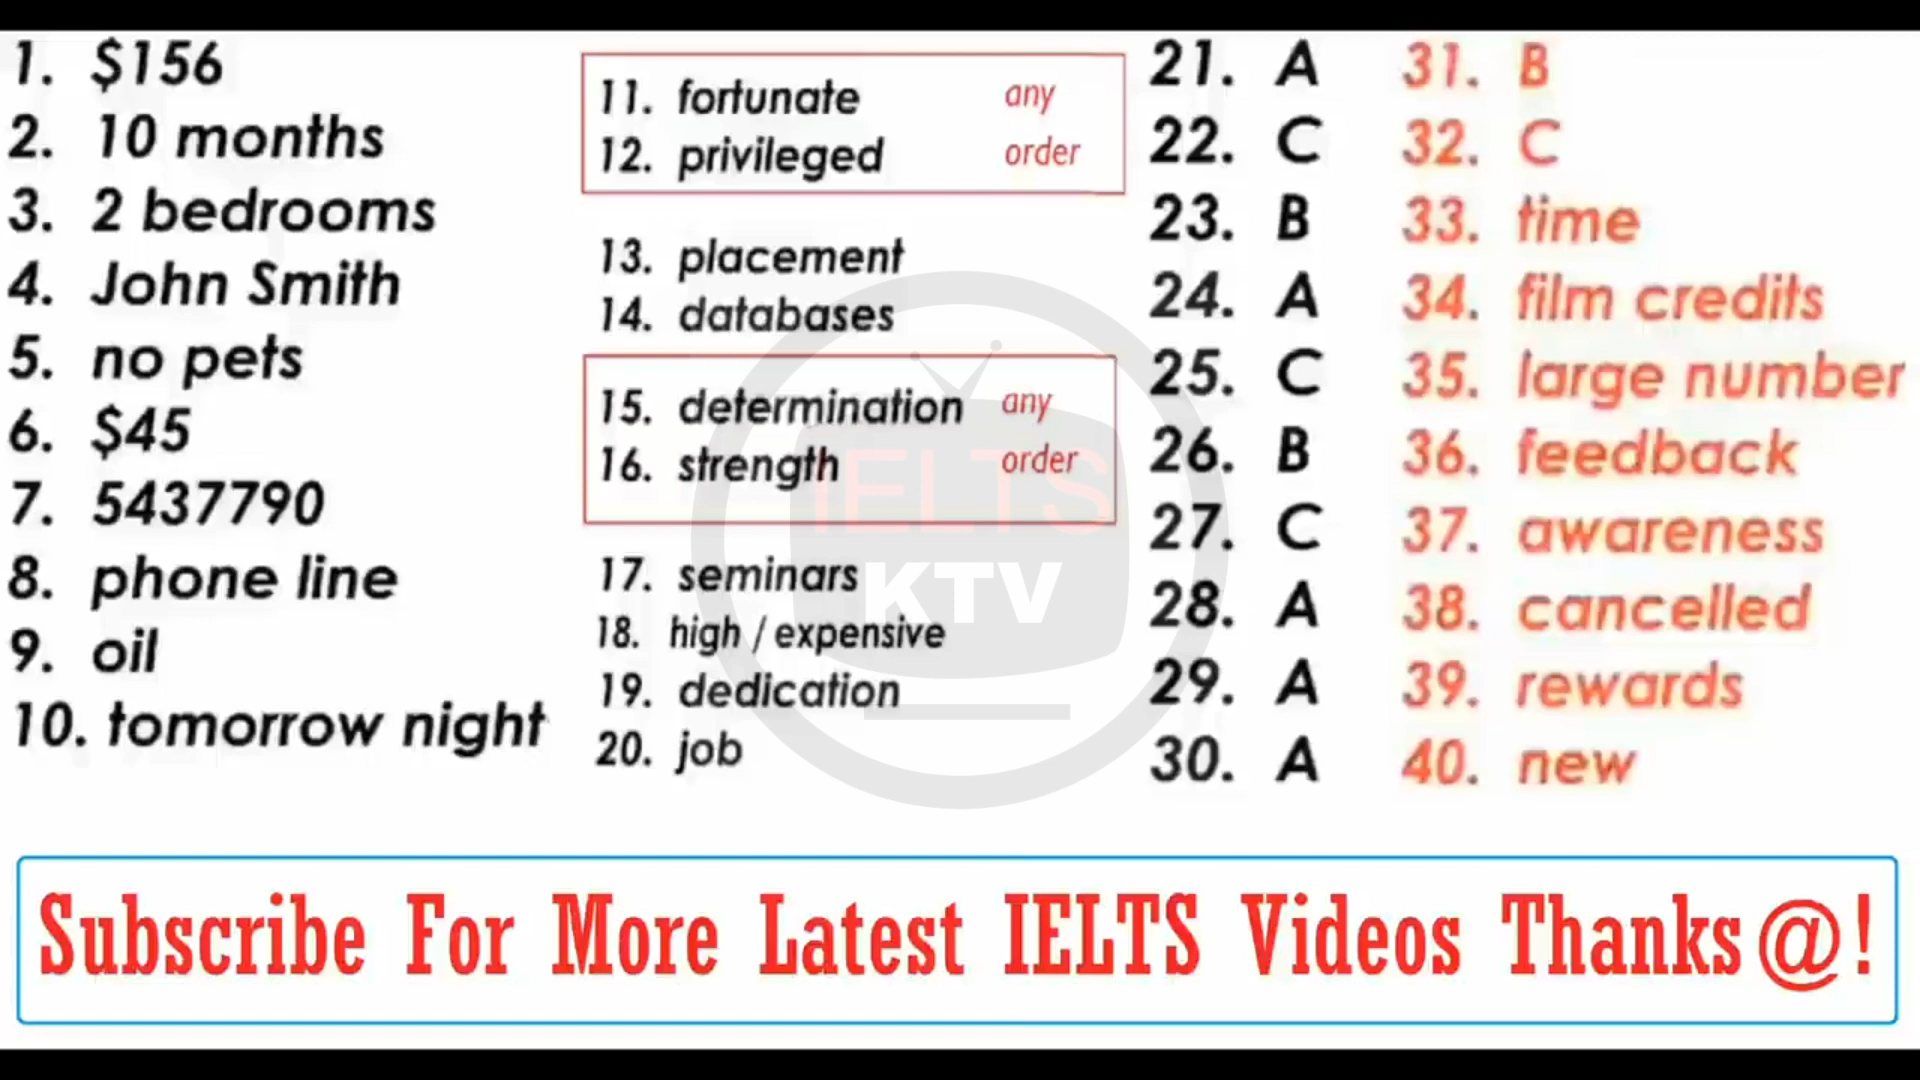 1. $156
2. 10 months
3. 2 bedrooms
4. John Smith
5. no pets
6. $45
7. 5437790
8. phone line
9. oil
10. tomorrow night
11. fortunate any
12. privileged order
13. placement
14. databases
15. determination any
16. strength order
17. seminars
18. high / expensive
19. dedication
20. job
21. A
22. C
23. B
24. A
25. C
26. B
27. C
28. A
29. A
30. A
31. B
32. C
33. time
34. film credits
35. large number
36. feedback
37. awareness
38. cancelled
39. rewards
40. new
IELTS
KTV
Subscribe For More Latest IELTS Videos Thanks@!